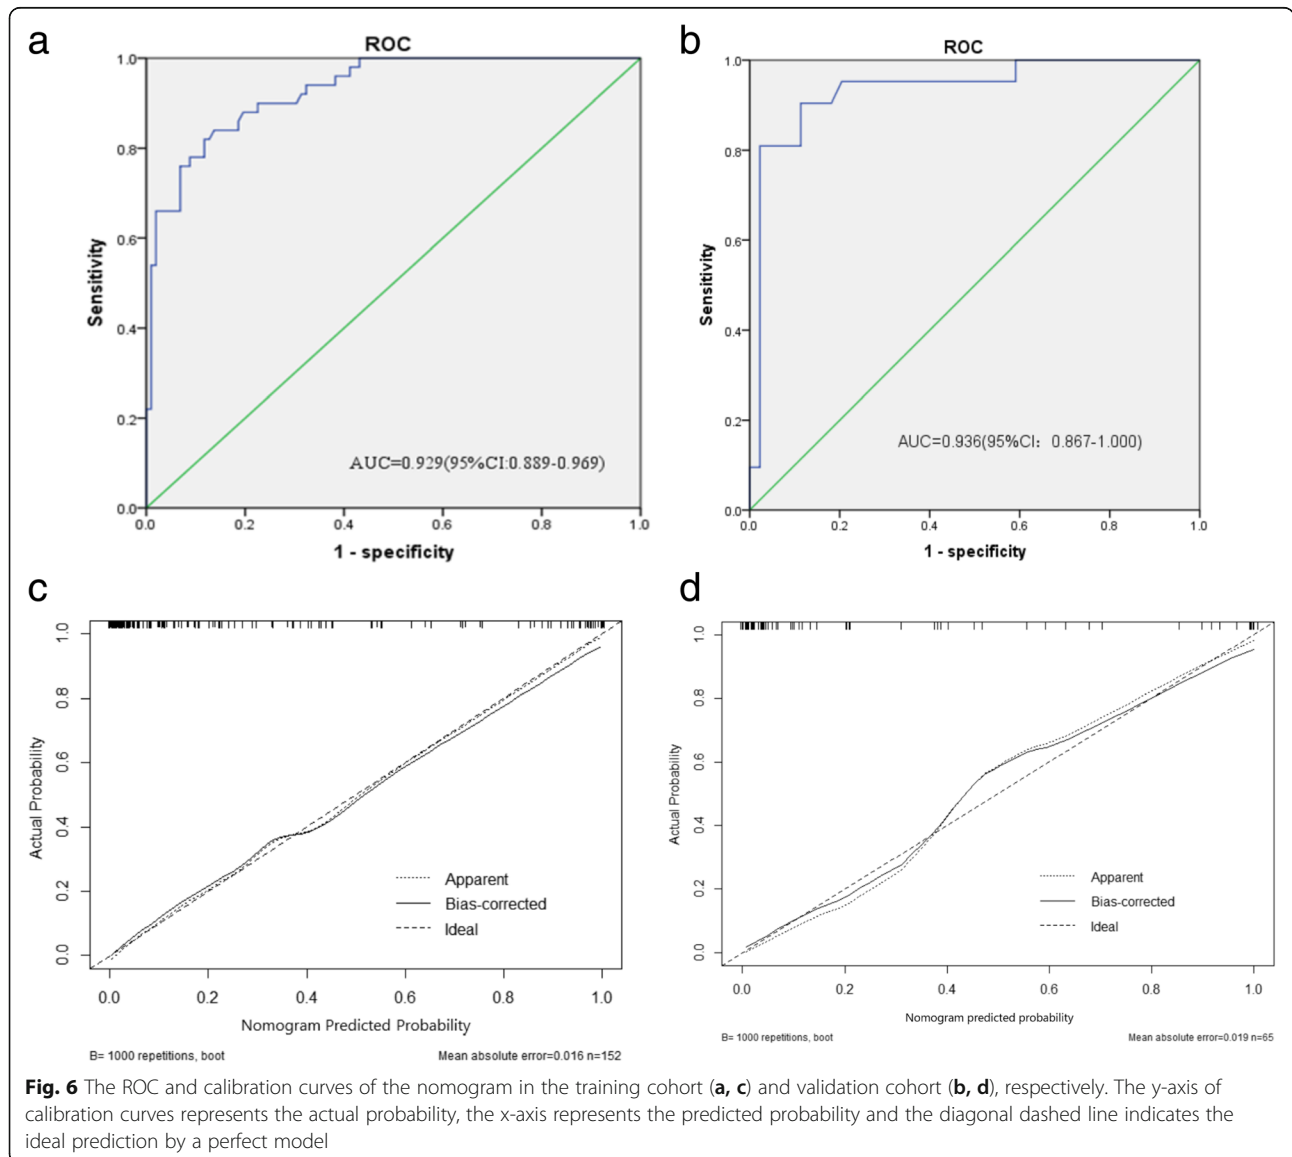 a
ROC
1.0
0.8
0.6
0.4
0.2
0.0
Sensitivity
AUC=0.929(95%CI:0.889-0.969)
0.0 0.2 0.4 0.6 0.8 1.0
1 - specificity
b
ROC
1.0
0.8
0.6
0.4
0.2
0.0
Sensitivity
AUC=0.936(95%CI: 0.867-1.000)
0.0 0.2 0.4 0.6 0.8 1.0
1 - specificity
c
1.0
0.8
0.6
0.4
0.2
0.0
Actual Probability
Apparent
Bias-corrected
Ideal
0.0 0.2 0.4 0.6 0.8 1.0
Nomogram Predicted Probability
B= 1000 repetitions, boot
Mean absolute error=0.016 n=152
d
1.0
0.8
0.6
0.4
0.2
0.0
Actual Probability
Apparent
Bias-corrected
Ideal
0.0 0.2 0.4 0.6 0.8 1.0
Nomogram predicted probability
B= 1000 repetitions, boot
Mean absolute error=0.019 n=65
Fig. 6 The ROC and calibration curves of the nomogram in the training cohort (a, c) and validation cohort (b, d), respectively. The y-axis of
calibration curves represents the actual probability, the x-axis represents the predicted probability and the diagonal dashed line indicates the
ideal prediction by a perfect model